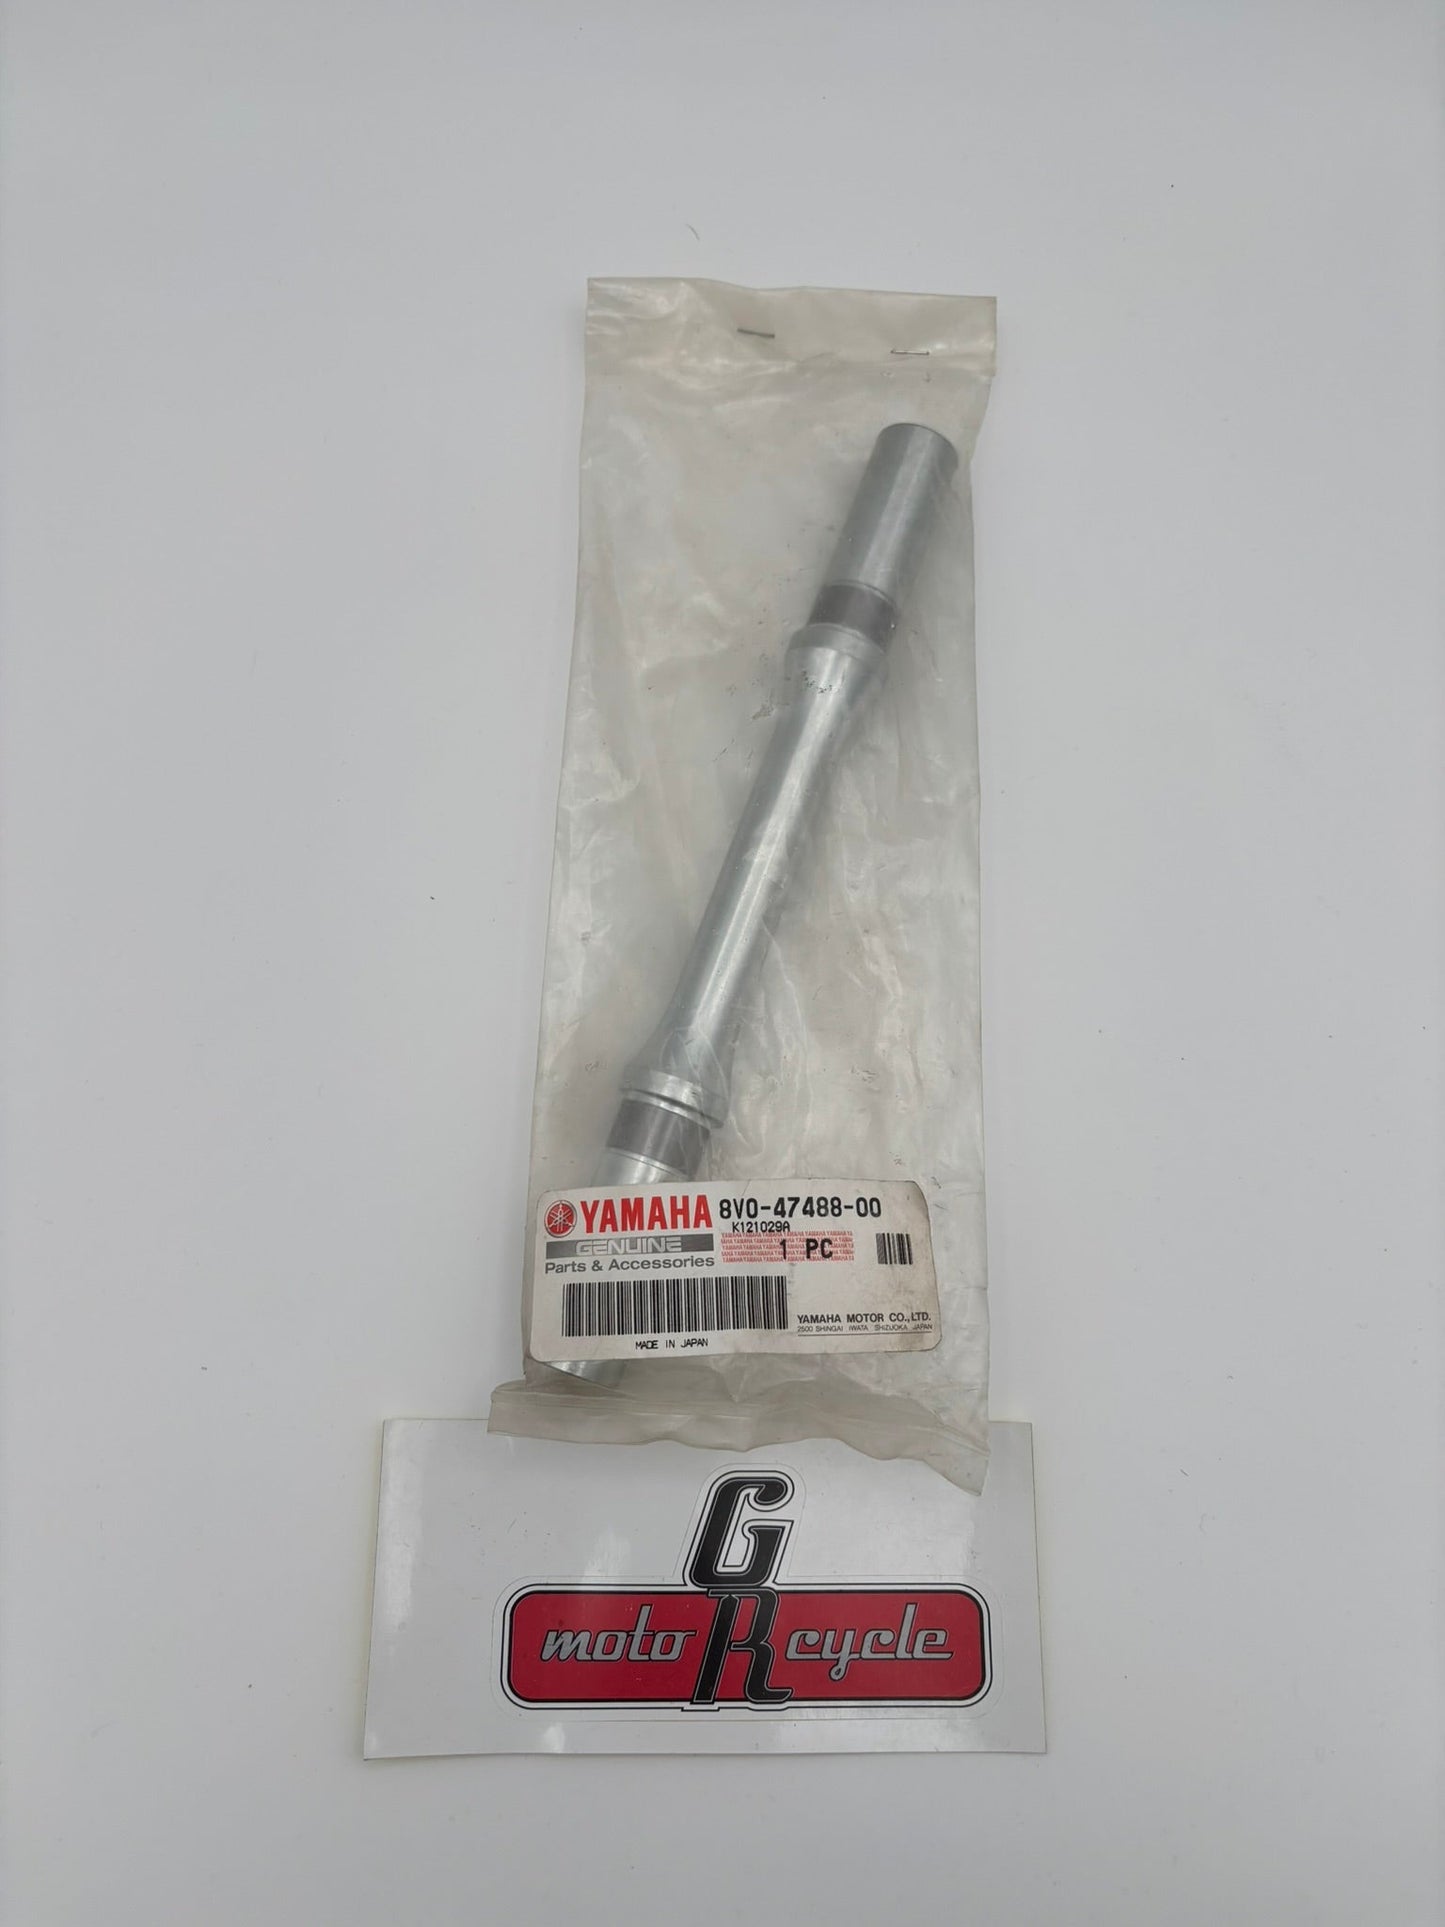 YAMAHA 8V0-47488-00
K121029A
GENUINE
1 PC
Parts & Accessories
YAMAHA MOTOR CO.,LTD.
2500 SHINGAI IWATA SHIZUOKA JAPAN
MADE IN JAPAN
GR
moto cycle